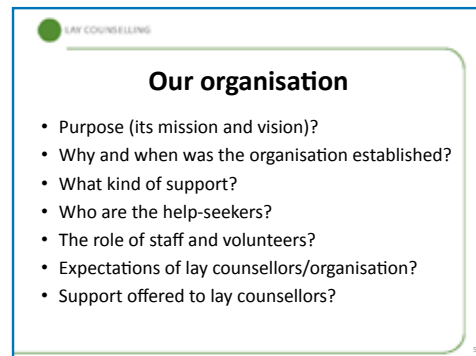 LAY COUNSELLING
Our organisation
• Purpose (its mission and vision)?
• Why and when was the organisation established?
• What kind of support?
• Who are the help-seekers?
• The role of staff and volunteers?
• Expectations of lay counsellors/organisation?
• Support offered to lay counsellors?